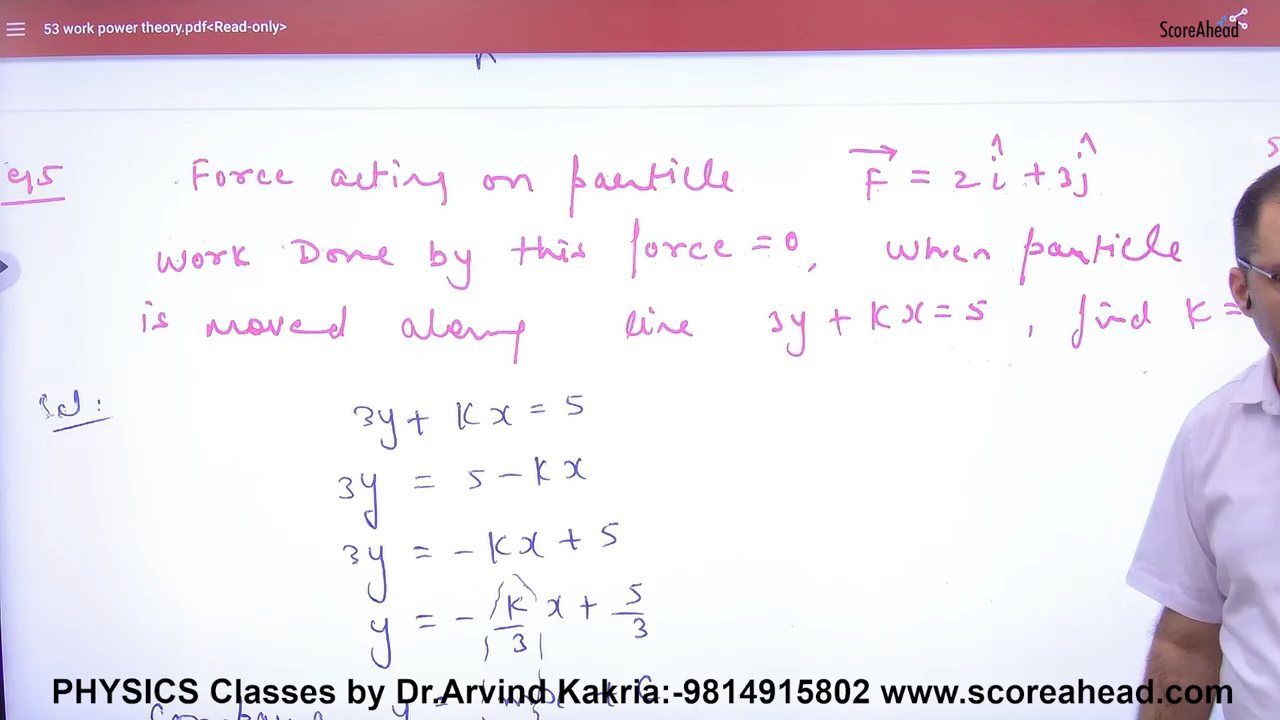 53 work power theory.pdf<Read-only>
ScoreAhead
eg5 Force acting on particle F = 2i + 3j
work Done by this force = 0, when particle
is moved along line 3y + Kx = 5, find K =
Sol:
3y + Kx = 5
3y = 5 - Kx
3y = -Kx + 5
y = -K/3 x + 5/3
PHYSICS Classes by Dr.Arvind Kakria:-9814915802 www.scoreahead.com